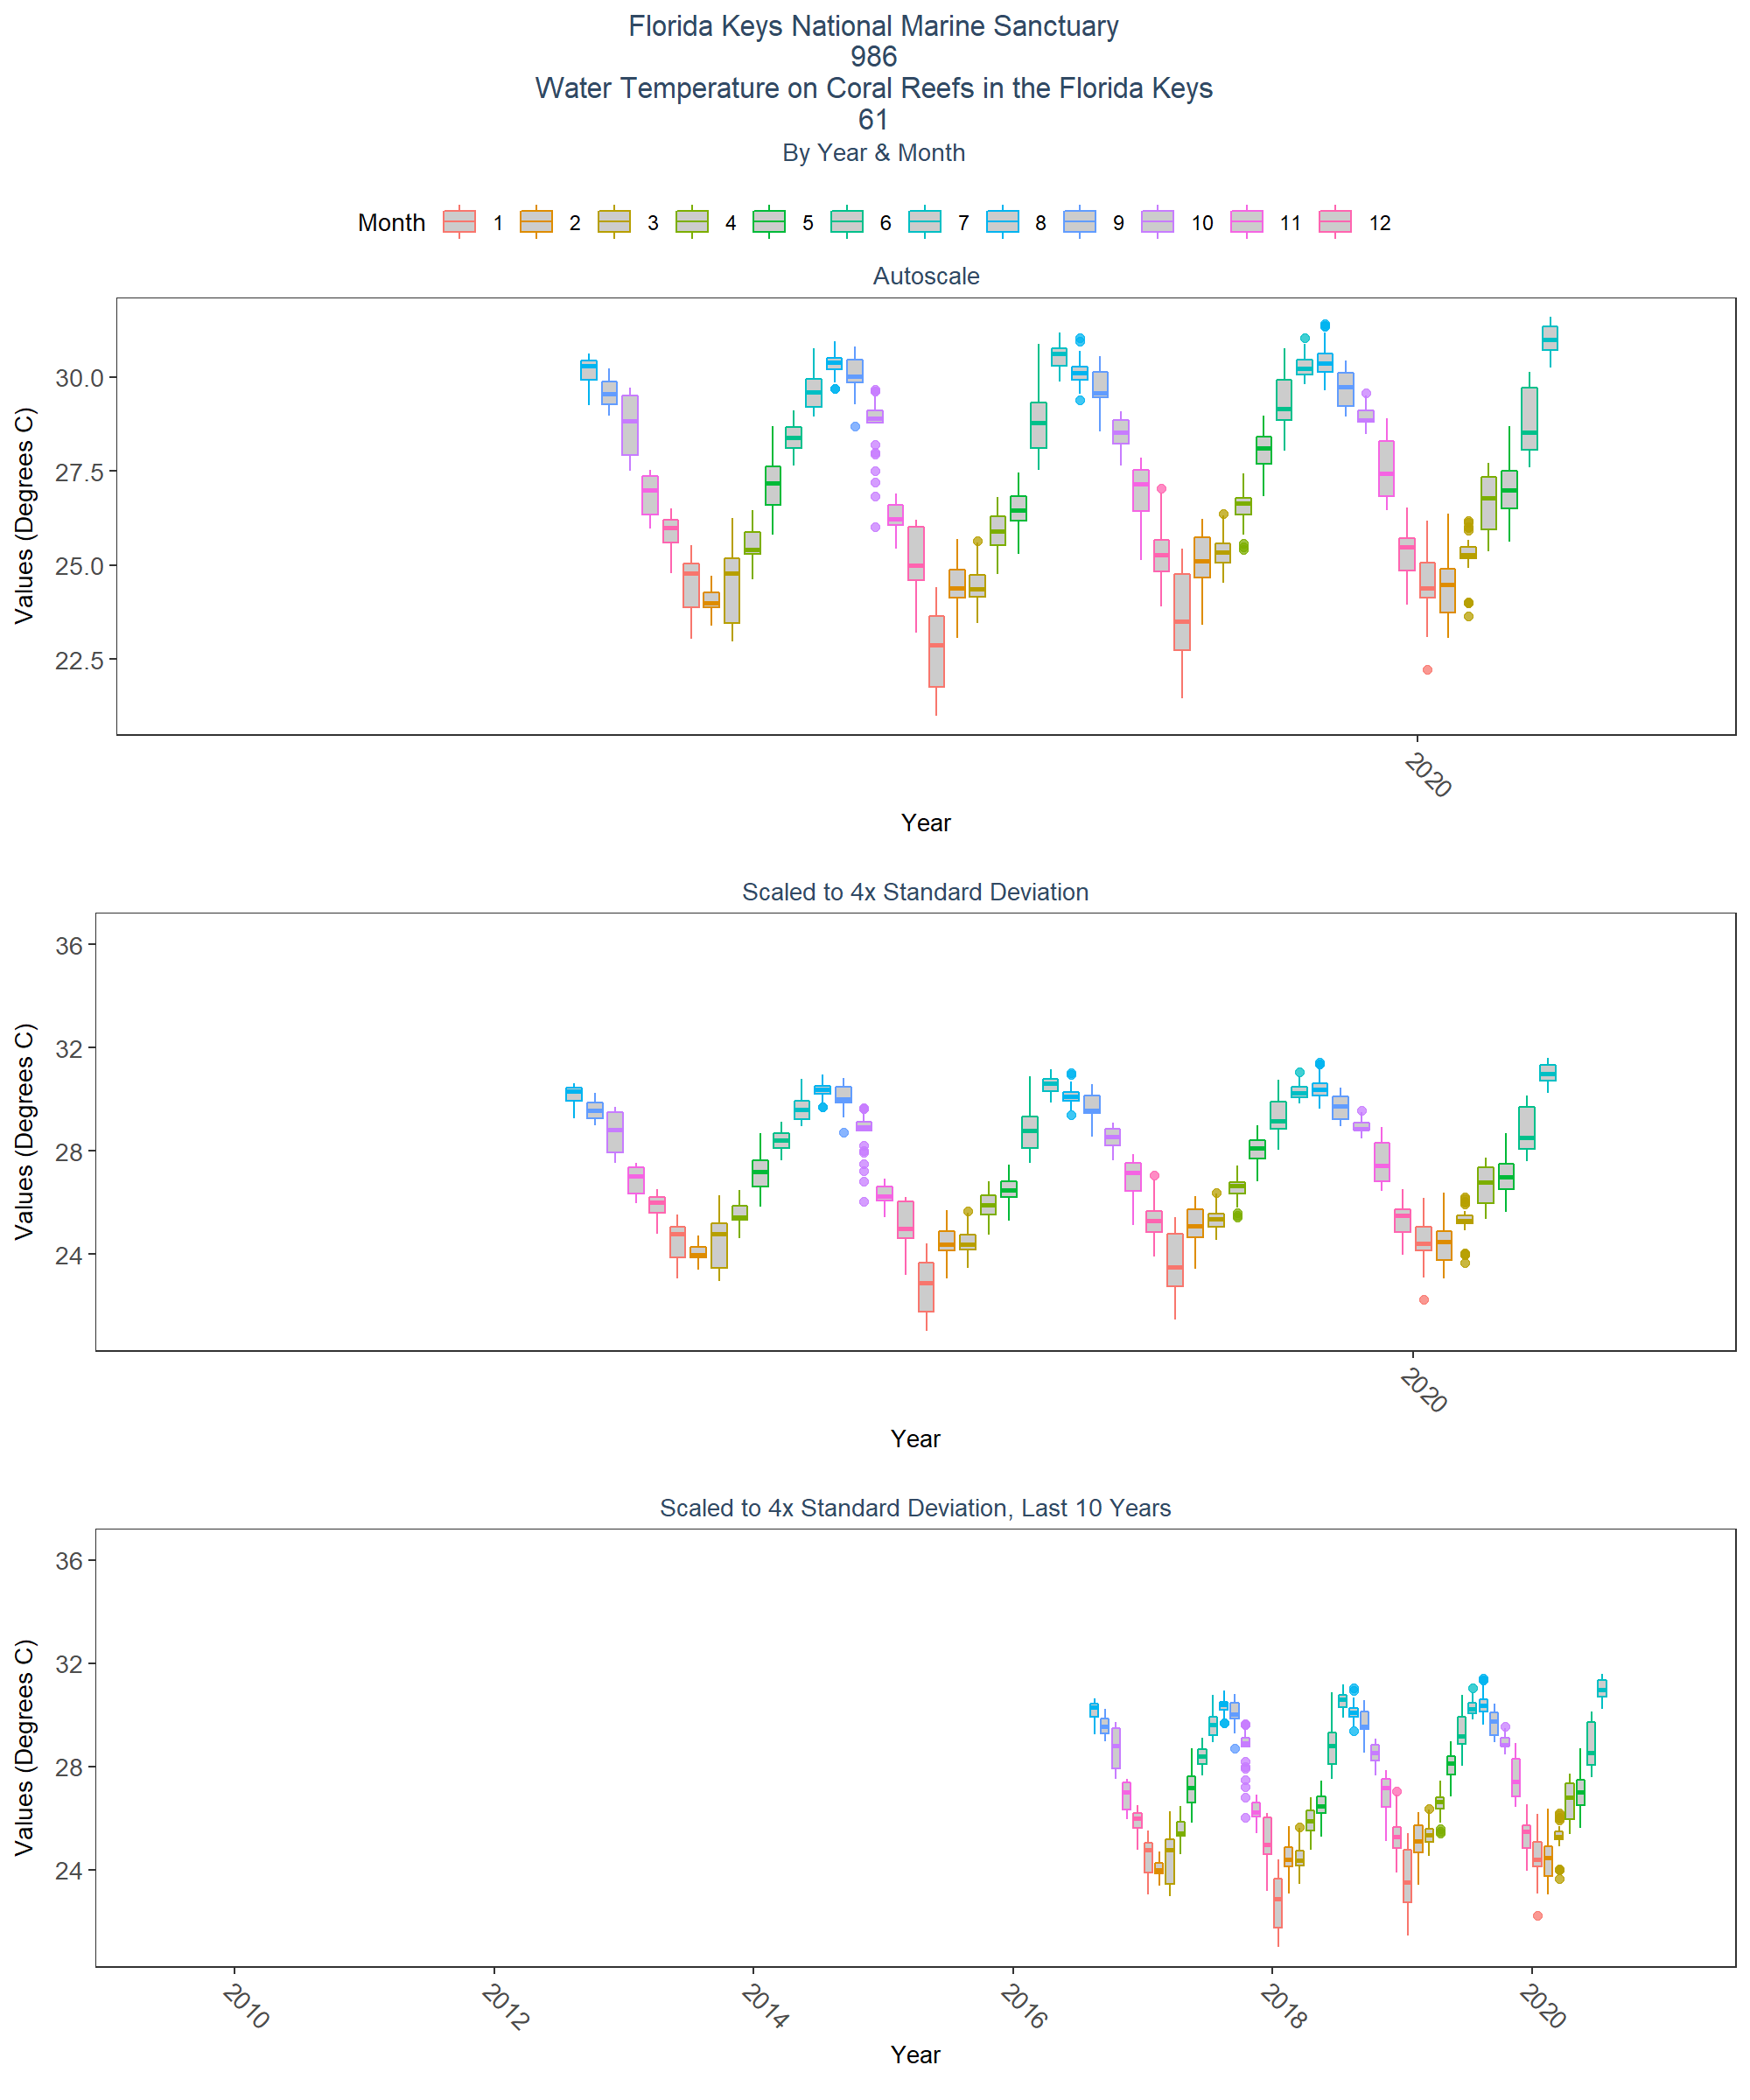 Florida Keys National Marine Sanctuary
986
Water Temperature on Coral Reefs in the Florida Keys
61
By Year & Month
Month 1 2 3 4 5 6 7 8 9 10 11 12
Autoscale
Values (Degrees C)
30.0
27.5
25.0
22.5
2020
Year
Scaled to 4x Standard Deviation
Values (Degrees C)
36
32
28
24
2020
Year
Scaled to 4x Standard Deviation, Last 10 Years
Values (Degrees C)
36
32
28
24
2010 2012 2014 2016 2018 2020
Year